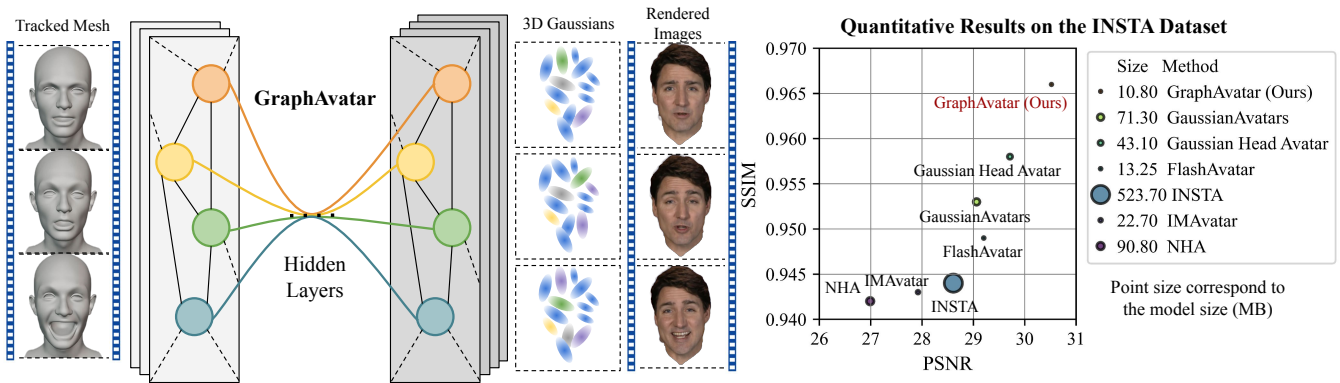 Tracked Mesh
GraphAvatar
Hidden
Layers
3D Gaussians
Rendered
Images
Quantitative Results on the INSTA Dataset
SSIM
0.970
0.965
0.960
0.955
0.950
0.945
0.940
GraphAvatar (Ours)
Gaussian Head Avatar
GaussianAvatars
FlashAvatar
NHA
IMAvatar
INSTA
26
27
28
29
30
31
PSNR
Size Method
10.80 GraphAvatar (Ours)
71.30 GaussianAvatars
43.10 Gaussian Head Avatar
13.25 FlashAvatar
523.70 INSTA
22.70 IMAvatar
90.80 NHA
Point size correspond to
the model size (MB)